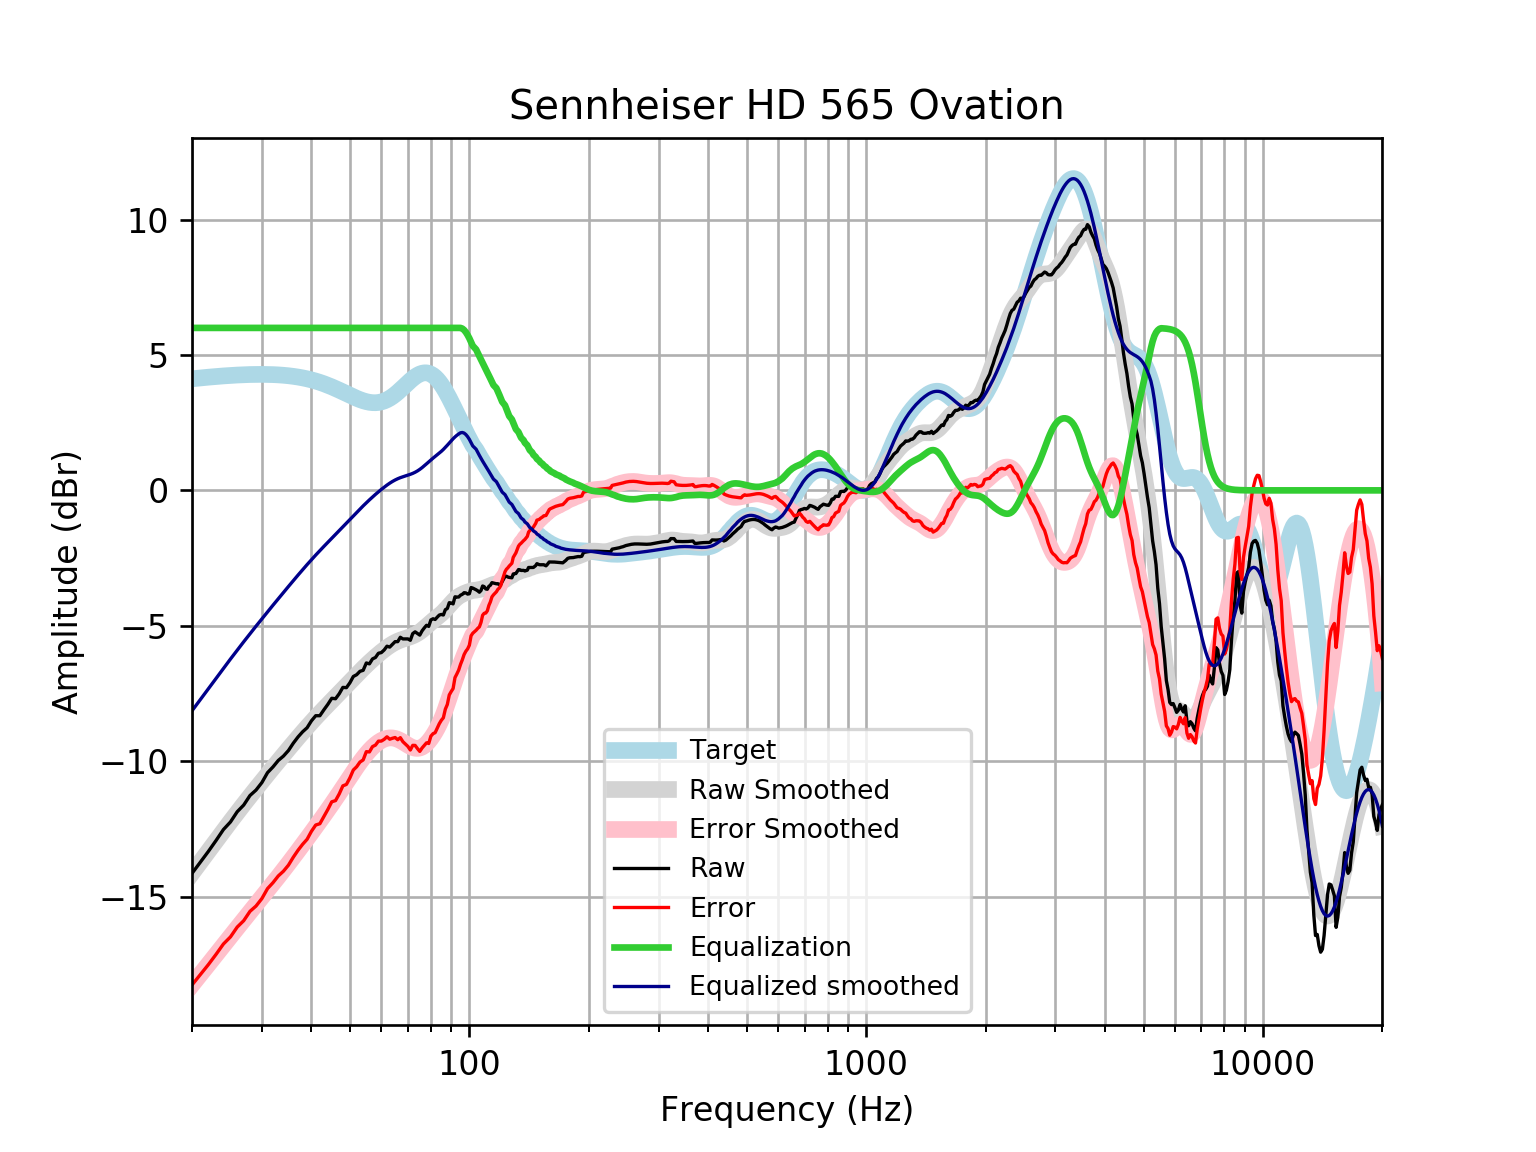 Sennheiser HD 565 Ovation
Amplitude (dBr)
10
5
0
−5
−10
−15
Target
Raw Smoothed
Error Smoothed
Raw
Error
Equalization
Equalized smoothed
100
1000
10000
Frequency (Hz)